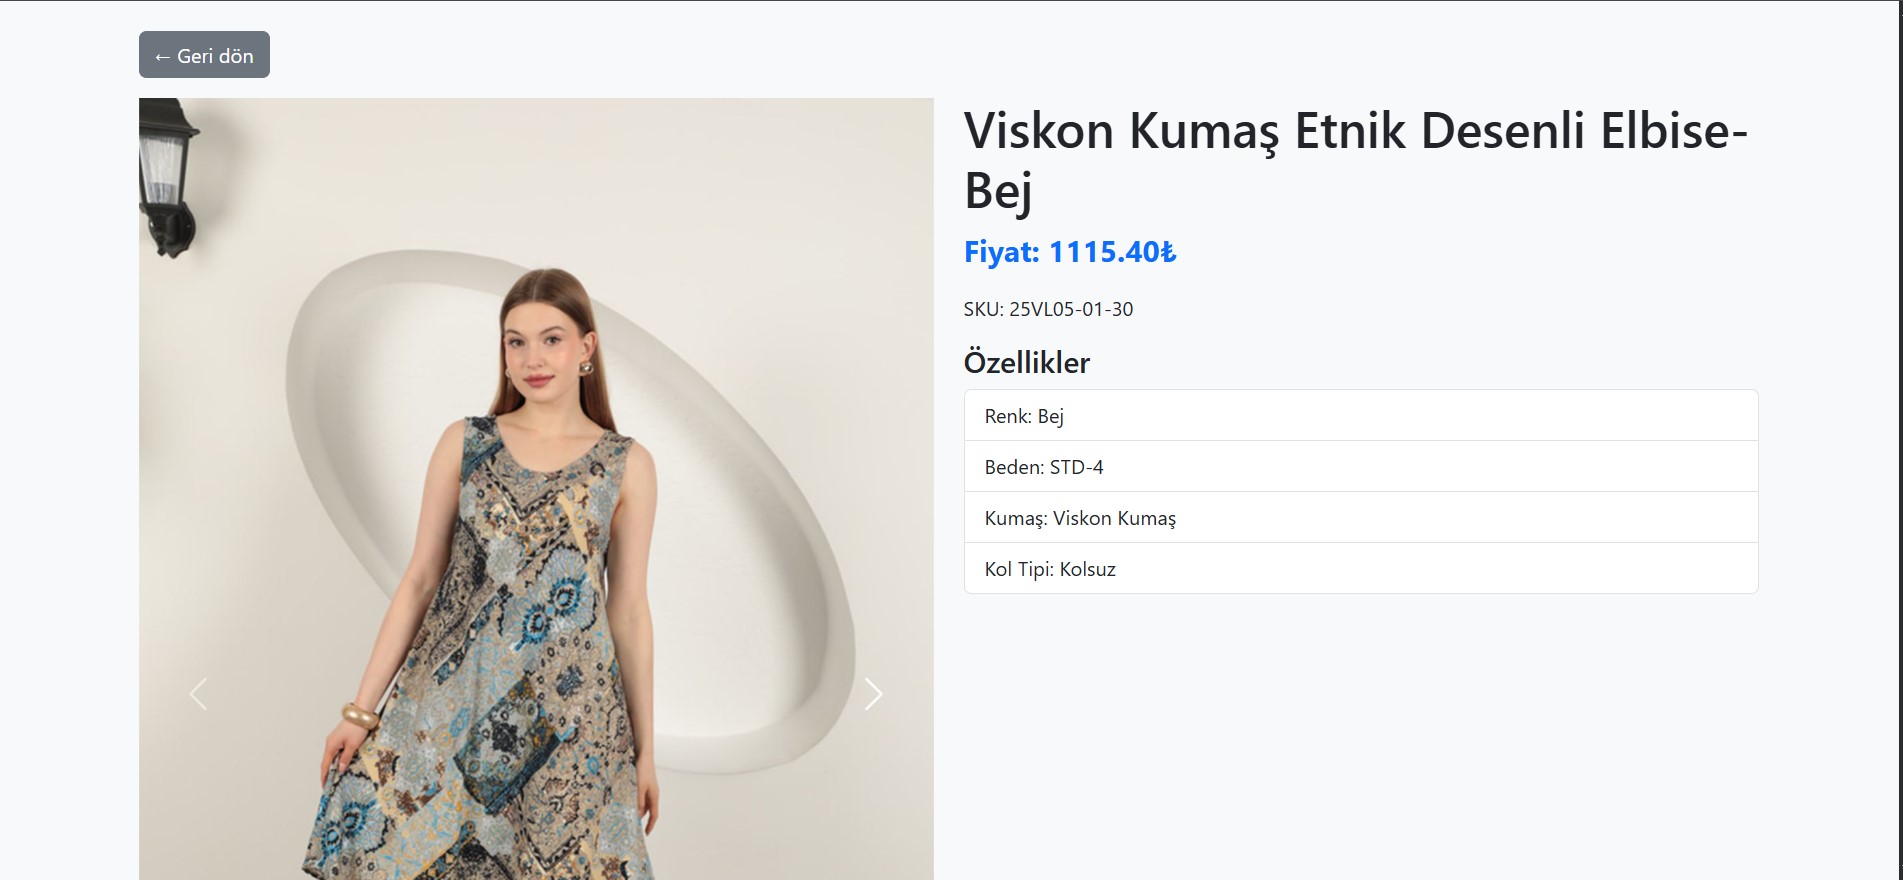 ← Geri dön
Viskon Kumaş Etnik Desenli Elbise-
Bej
Fiyat: 1115.40₺
SKU: 25VL05-01-30
Özellikler
Renk: Bej
Beden: STD-4
Kumaş: Viskon Kumaş
Kol Tipi: Kolsuz